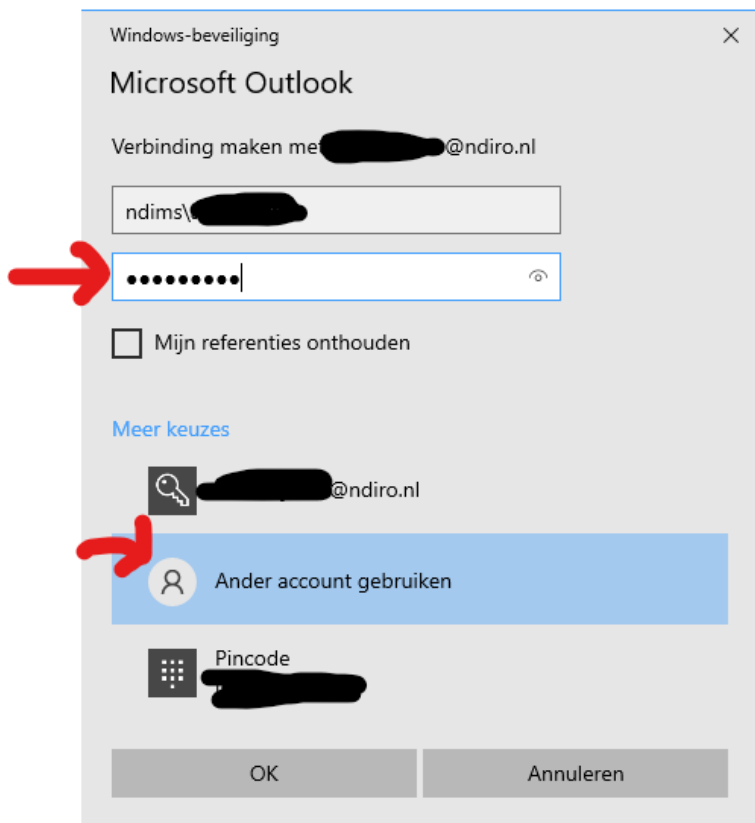 Windows-beveiliging
Microsoft Outlook
Verbinding maken me @ndiro.nl
ndims\
•••••••••
Mijn referenties onthouden
Meer keuzes
@ndiro.nl
Ander account gebruiken
Pincode
OK
Annuleren